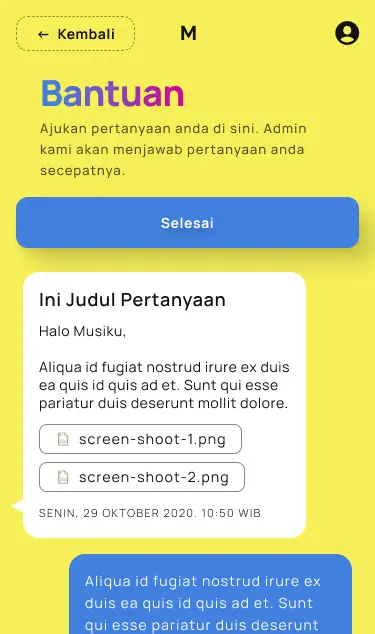 ← Kembali
M
Bantuan
Ajukan pertanyaan anda di sini. Admin
kami akan menjawab pertanyaan anda
secepatnya.
Selesai
Ini Judul Pertanyaan
Halo Musiku,
Aliqua id fugiat nostrud irure ex duis
ea quis id quis ad et. Sunt qui esse
pariatur duis deserunt mollit dolore.
screen-shoot-1.png
screen-shoot-2.png
SENIN, 29 OKTOBER 2020. 10:50 WIB
Aliqua id fugiat nostrud irure ex
duis ea quis id quis ad et. Sunt
qui esse pariatur duis deserunt